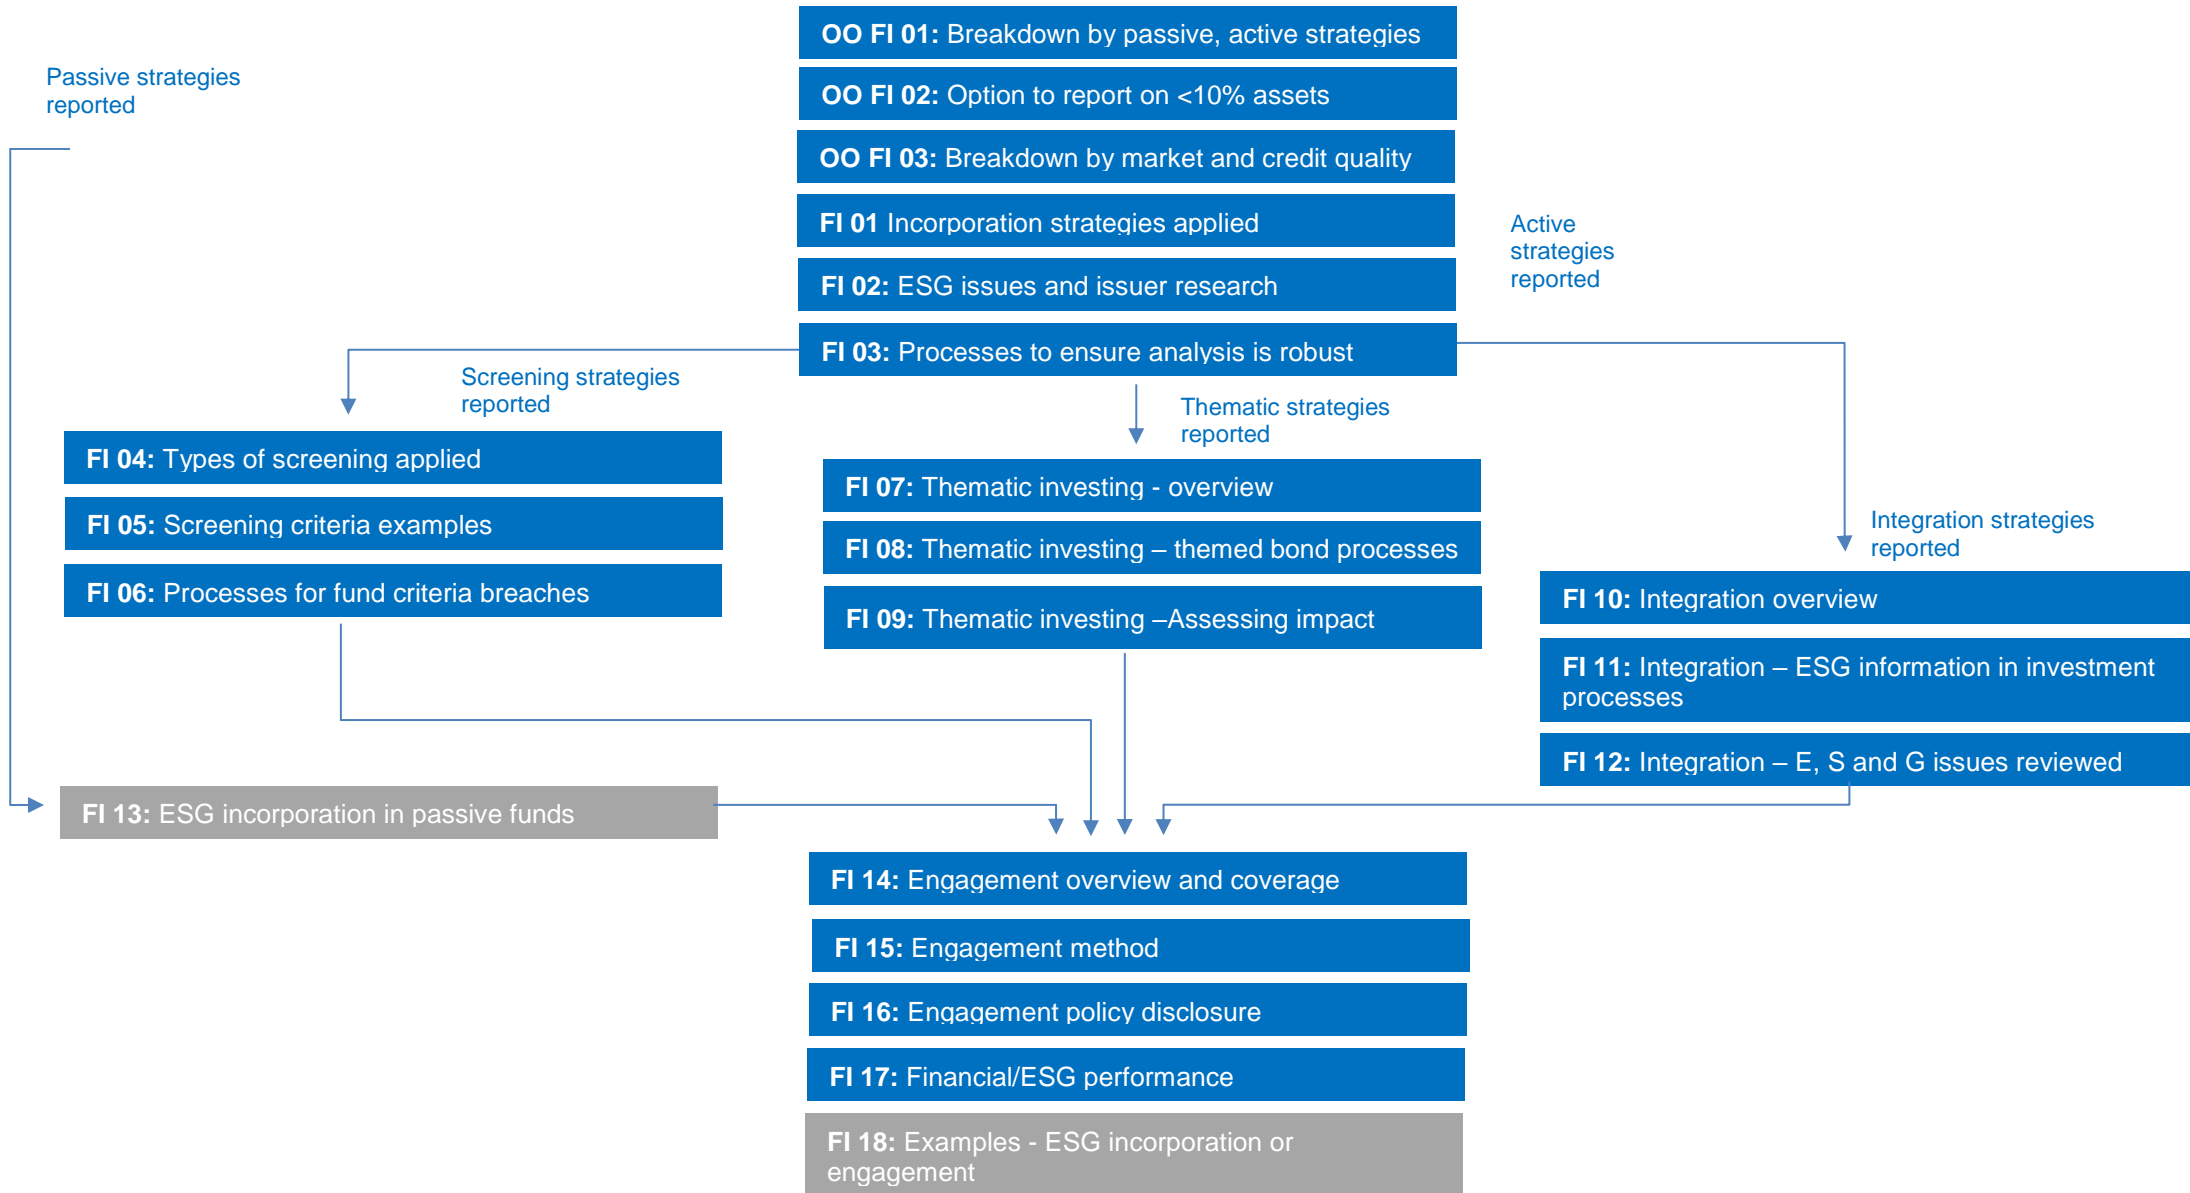 OO FI 01: Breakdown by passive, active strategies
Passive strategies
reported
OO FI 02: Option to report on <10% assets
OO FI 03: Breakdown by market and credit quality
FI 01 Incorporation strategies applied
Active
strategies
reported
FI 02: ESG issues and issuer research
FI 03: Processes to ensure analysis is robust
Screening strategies
reported
Thematic strategies
reported
FI 04: Types of screening applied
FI 05: Screening criteria examples
FI 06: Processes for fund criteria breaches
FI 07: Thematic investing - overview
FI 08: Thematic investing – themed bond processes
FI 09: Thematic investing –Assessing impact
Integration strategies
reported
FI 10: Integration overview
FI 11: Integration – ESG information in investment
processes
FI 12: Integration – E, S and G issues reviewed
FI 13: ESG incorporation in passive funds
FI 14: Engagement overview and coverage
FI 15: Engagement method
FI 16: Engagement policy disclosure
FI 17: Financial/ESG performance
FI 18: Examples - ESG incorporation or
engagement